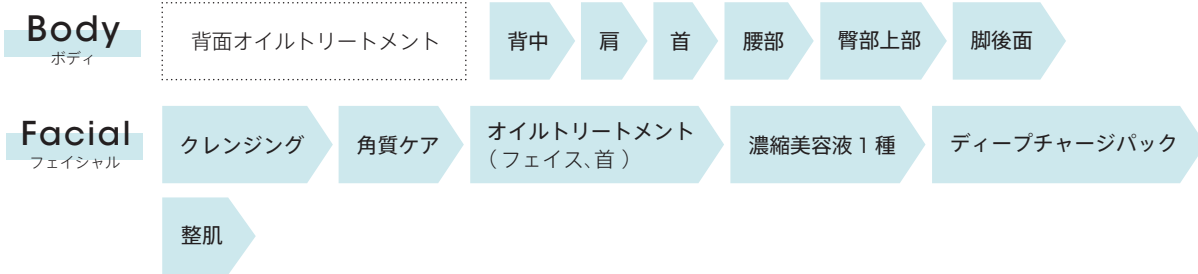 Body
ボディ
背面オイルトリートメント
背中
肩
首
腰部
臀部上部
脚後面
Facial
フェイシャル
クレンジング
角質ケア
オイルトリートメント
（フェイス、首）
濃縮美容液1種
ディープチャージパック
整肌